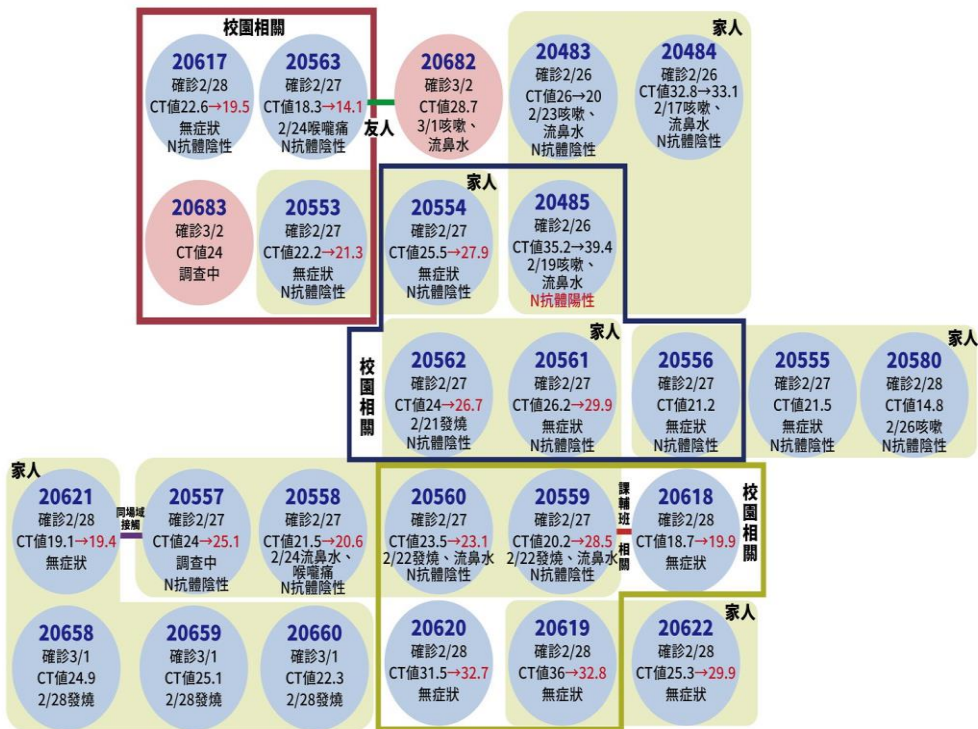 校園相關
20617
確診2/28
CT值22.6→19.5
無症狀
N抗體陰性
20563
確診2/27
CT值18.3→14.1
2/24喉嚨痛
N抗體陰性
友人
20682
確診3/2
CT值28.7
3/1咳嗽、
流鼻水
家人
20483
確診2/26
CT值26→20
2/23咳嗽、
流鼻水
N抗體陰性
20484
確診2/26
CT值32.8→33.1
2/17咳嗽、
流鼻水
N抗體陰性
20683
確診3/2
CT值24
調查中
20553
確診2/27
CT值22.2→21.3
無症狀
N抗體陰性
家人
20554
確診2/27
CT值25.5→27.9
無症狀
N抗體陰性
20485
確診2/26
CT值35.2→39.4
2/19咳嗽、
流鼻水
N抗體陽性
校園相關
家人
20562
確診2/27
CT值24→26.7
2/21發燒
N抗體陰性
20561
確診2/27
CT值26.2→29.9
無症狀
N抗體陰性
20556
確診2/27
CT值21.2
無症狀
N抗體陰性
家人
20555
確診2/27
CT值21.5
無症狀
N抗體陰性
20580
確診2/28
CT值14.8
2/26咳嗽
N抗體陰性
家人
20621
確診2/28
CT值19.1→19.4
無症狀
同場域
接觸
20557
確診2/27
CT值24→25.1
調查中
N抗體陰性
20558
確診2/27
CT值21.5→20.6
2/24流鼻水、
喉嚨痛
N抗體陰性
20560
確診2/27
CT值23.5→23.1
2/22發燒、流鼻水
N抗體陰性
20559
確診2/27
CT值20.2→28.5
2/22發燒、流鼻水
N抗體陰性
課輔班
相關
20618
確診2/28
CT值18.7→19.9
無症狀
校園相關
20658
確診3/1
CT值24.9
2/28發燒
20659
確診3/1
CT值25.1
2/28發燒
20660
確診3/1
CT值22.3
2/28發燒
20620
確診2/28
CT值31.5→32.7
無症狀
20619
確診2/28
CT值36→32.8
無症狀
家人
20622
確診2/28
CT值25.3→29.9
無症狀